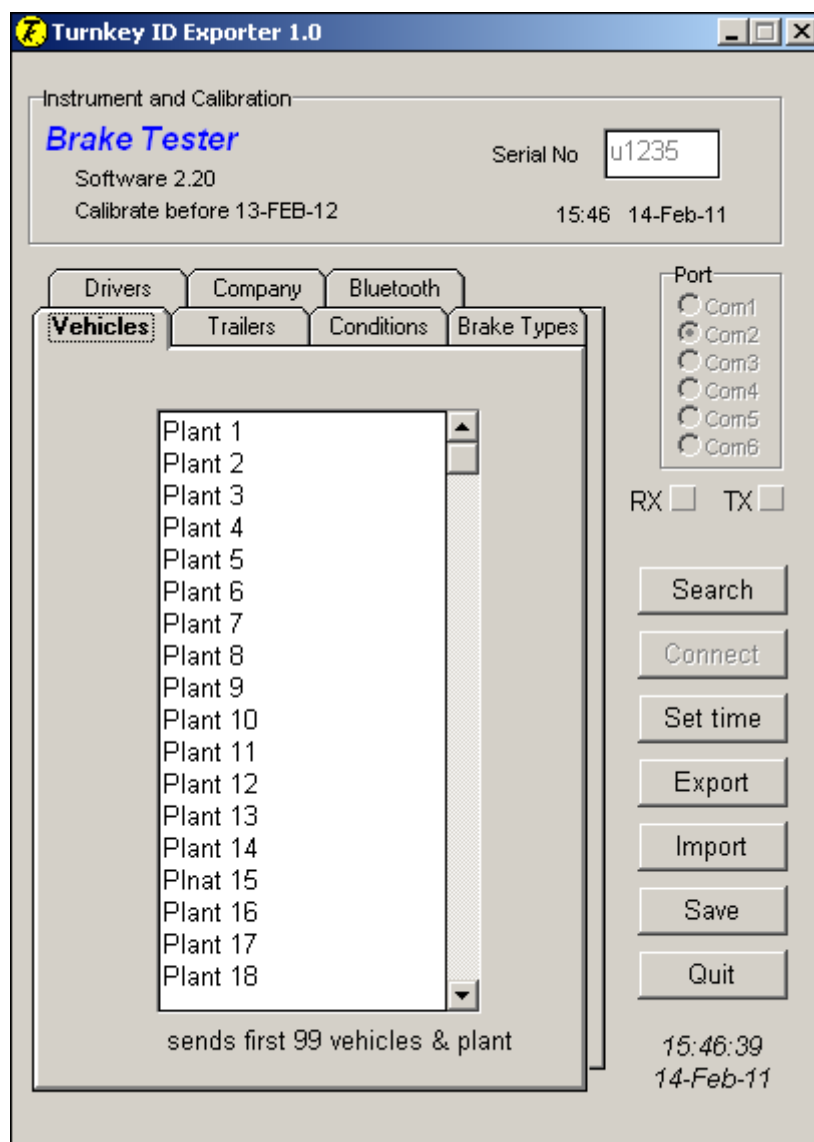 Turnkey ID Exporter 1.0
Instrument and Calibration
Brake Tester
Serial No u1235
Software 2.20
Calibrate before 13-FEB-12 15:46 14-Feb-11
Drivers Company Bluetooth
Vehicles Trailers Conditions Brake Types
Plant 1
Plant 2
Plant 3
Plant 4
Plant 5
Plant 6
Plant 7
Plant 8
Plant 9
Plant 10
Plant 11
Plant 12
Plant 13
Plant 14
Plnat 15
Plant 16
Plant 17
Plant 18
sends first 99 vehicles & plant
Port
Com1
Com2
Com3
Com4
Com5
Com6
RX TX
Search
Connect
Set time
Export
Import
Save
Quit
15:46:39
14-Feb-11